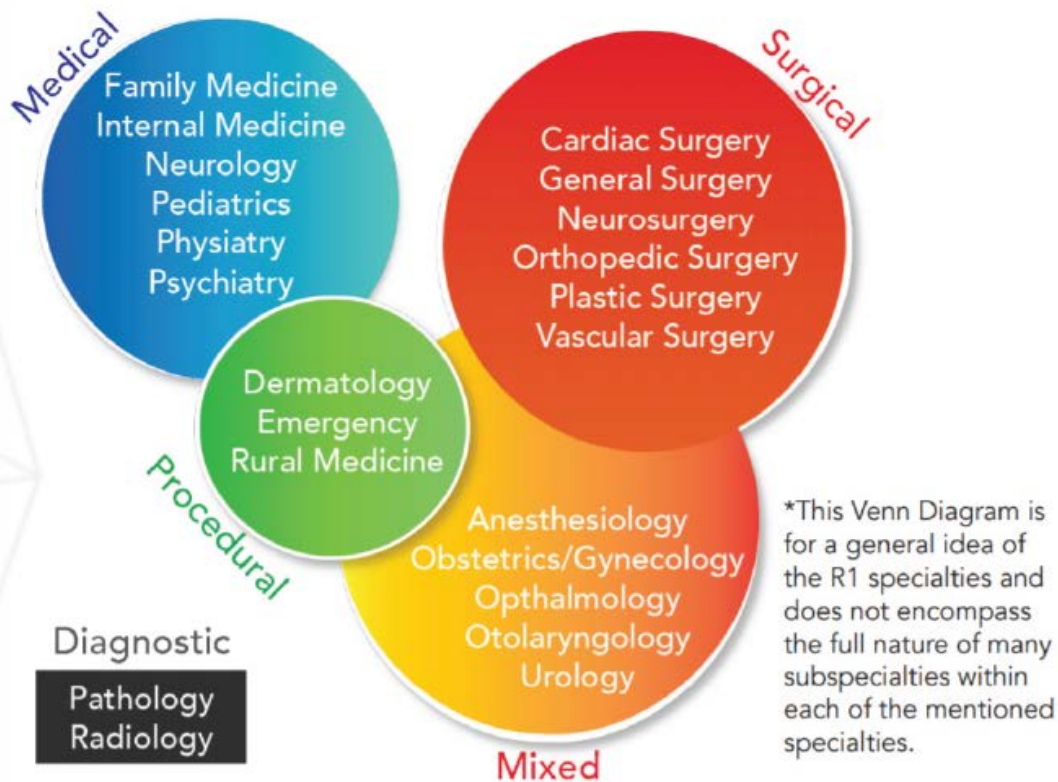 Medical
Family Medicine
Internal Medicine
Neurology
Pediatrics
Physiatry
Psychiatry
Surgical
Cardiac Surgery
General Surgery
Neurosurgery
Orthopedic Surgery
Plastic Surgery
Vascular Surgery
Dermatology
Emergency
Rural Medicine
Procedural
Anesthesiology
Obstetrics/Gynecology
Opthalmology
Otolaryngology
Urology
Mixed
Diagnostic
Pathology
Radiology
*This Venn Diagram is
for a general idea of
the R1 specialties and
does not encompass
the full nature of many
subspecialties within
each of the mentioned
specialties.